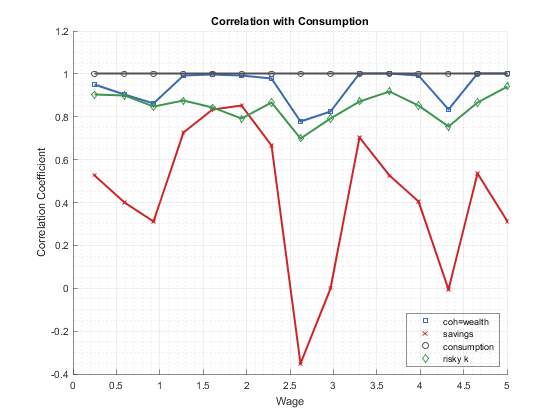 Correlation with Consumption
1.2
1
0.8
0.6
0.4
0.2
0
-0.2
-0.4
Correlation Coefficient
0
0.5
1
1.5
2
2.5
3
3.5
4
4.5
5
Wage
coh=wealth
savings
consumption
risky k